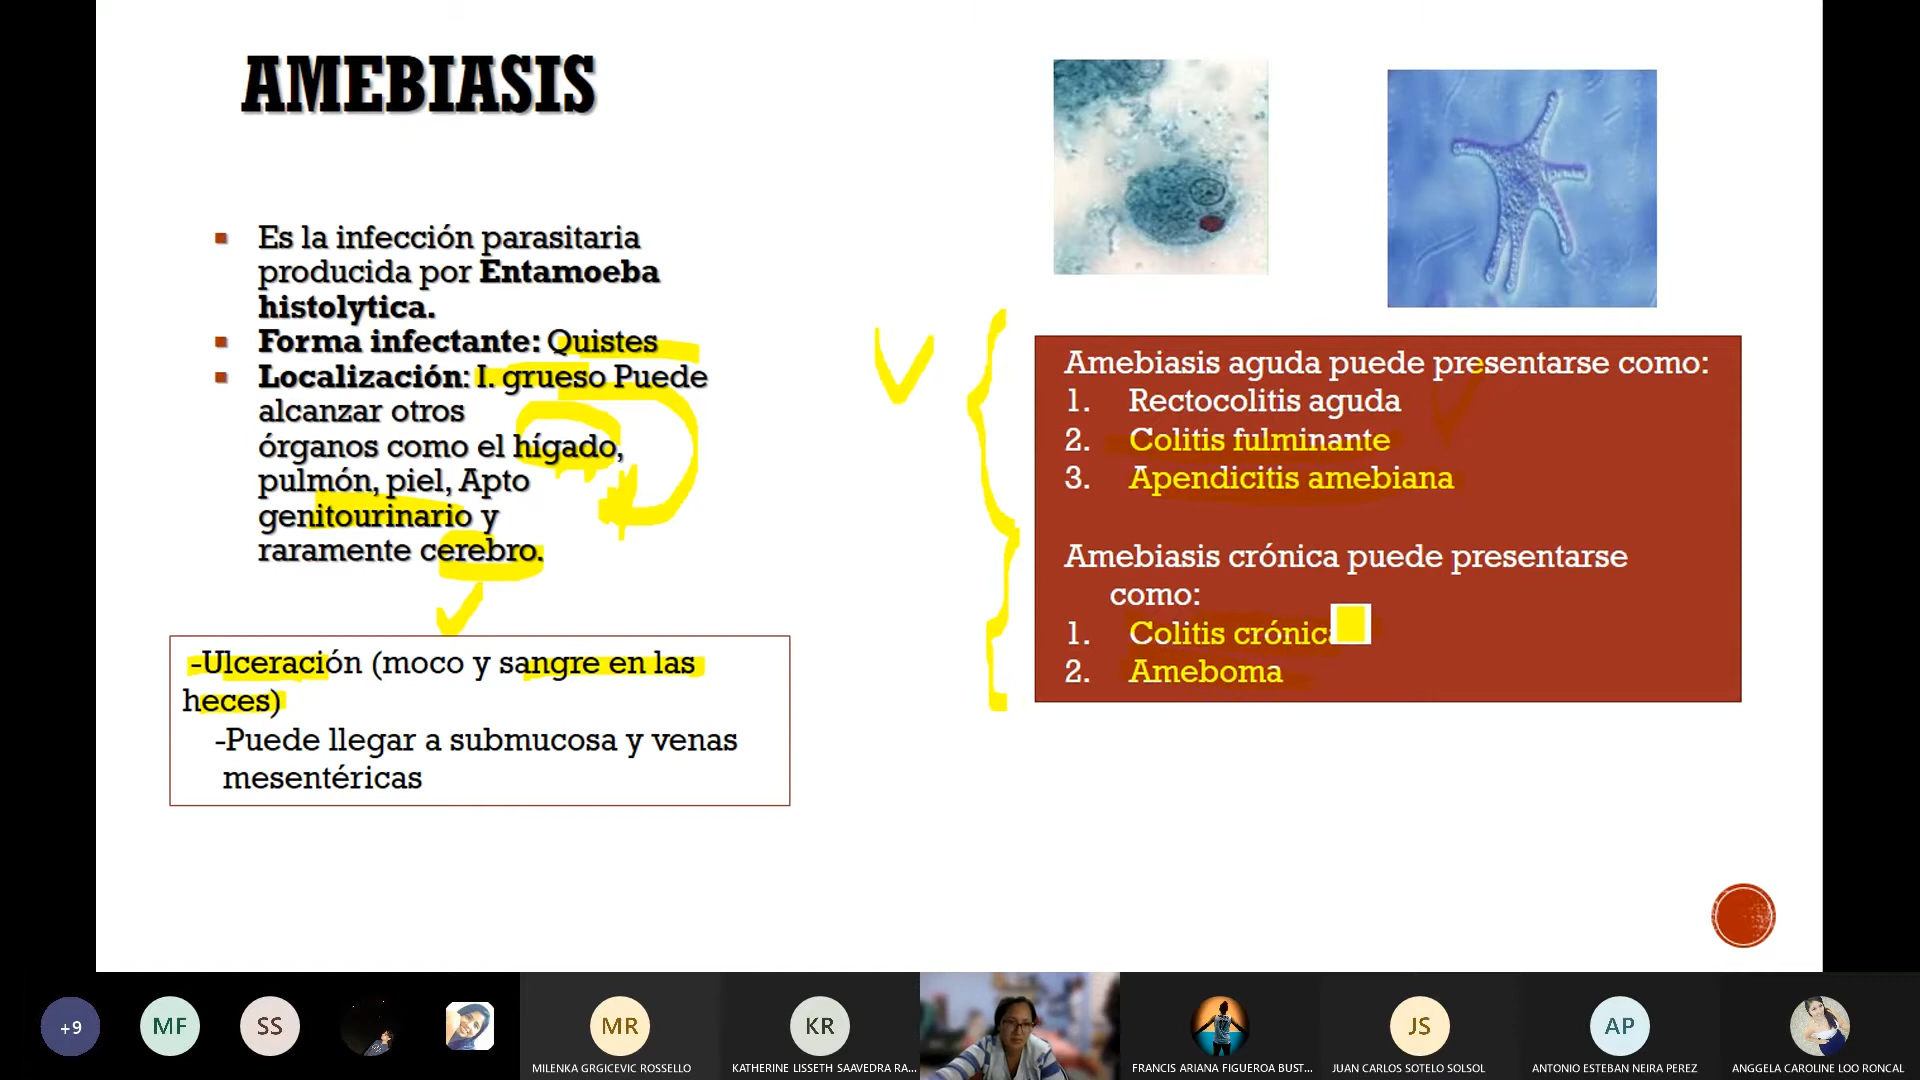 AMEBIASIS
Es la infección parasitaria
producida por Entamoeba
histolytica.
Forma infectante: Quistes
Localización: I. grueso Puede
alcanzar otros
órganos como el hígado,
pulmón, piel, Apto
genitourinario y
raramente cerebro.
-Ulceración (moco y sangre en las
heces)
-Puede llegar a submucosa y venas
mesentéricas
Amebiasis aguda puede presentarse como:
1. Rectocolitis aguda
2. Colitis fulminante
3. Apendicitis amebiana
Amebiasis crónica puede presentarse
como:
1. Colitis crónica
2. Ameboma
+9
MF
SS
MR
KR
JS
AP
MILENKA GRGICEVIC ROSSELLO
KATHERINE LISSETH SAAVEDRA RA...
FRANCIS ARIANA FIGUEROA BUST...
JUAN CARLOS SOTELO SOLSOL
ANTONIO ESTEBAN NEIRA PEREZ
ANGGELA CAROLINE LOO RONCAL